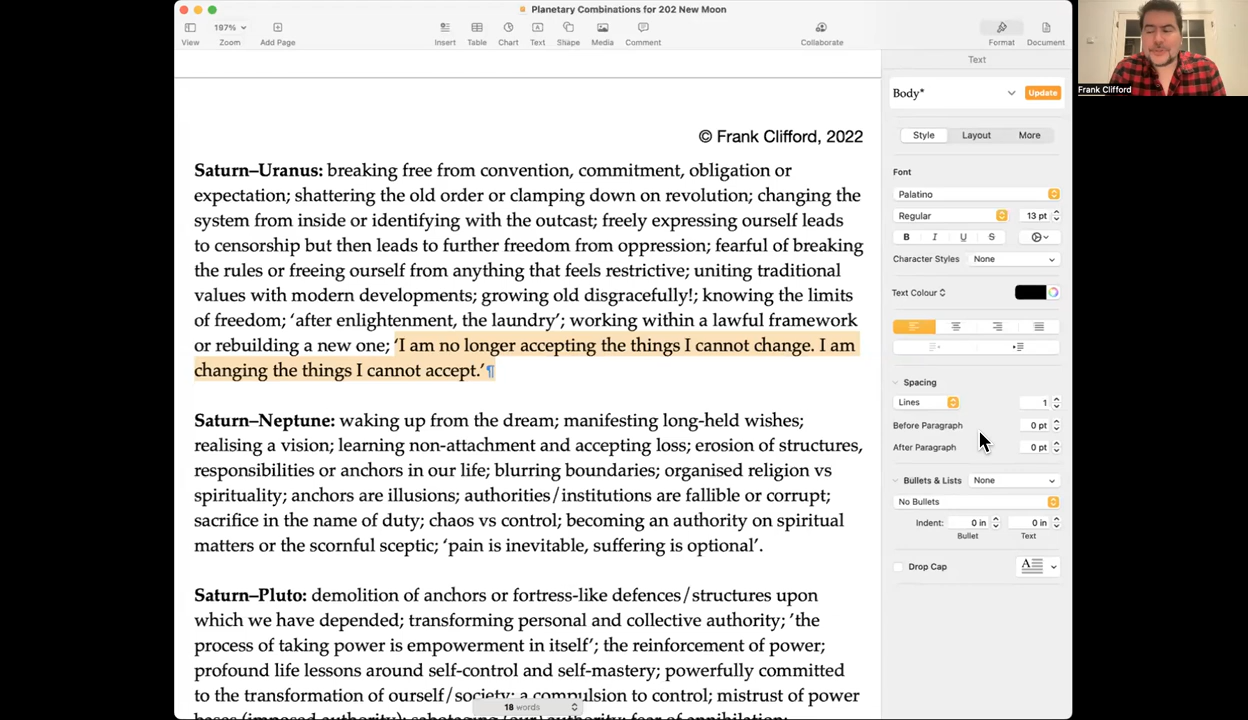 Planetary Combinations for 202 New Moon
197%
View
Zoom
Add Page
Insert
Table
Chart
Text
Shape
Media
Comment
Collaborate
Format
Document
Frank Clifford
© Frank Clifford, 2022
Saturn–Uranus: breaking free from convention, commitment, obligation or
expectation; shattering the old order or clamping down on revolution; changing the
system from inside or identifying with the outcast; freely expressing ourself leads
to censorship but then leads to further freedom from oppression; fearful of breaking
the rules or freeing ourself from anything that feels restrictive; uniting traditional
values with modern developments; growing old disgracefully!; knowing the limits
of freedom; ‘after enlightenment, the laundry’; working within a lawful framework
or rebuilding a new one; ‘I am no longer accepting the things I cannot change. I am
changing the things I cannot accept.’¶
Saturn–Neptune: waking up from the dream; manifesting long-held wishes;
realising a vision; learning non-attachment and accepting loss; erosion of structures,
responsibilities or anchors in our life; blurring boundaries; organised religion vs
spirituality; anchors are illusions; authorities/institutions are fallible or corrupt;
sacrifice in the name of duty; chaos vs control; becoming an authority on spiritual
matters or the scornful sceptic; ‘pain is inevitable, suffering is optional’.
Saturn–Pluto: demolition of anchors or fortress-like defences/structures upon
which we have depended; transforming personal and collective authority; ’the
process of taking power is empowerment in itself’; the reinforcement of power;
profound life lessons around self-control and self-mastery; powerfully committed
to the transformation of ourself/society; a compulsion to control; mistrust of power
bases (imposed authority); sabotaging (our) authority; fear of annihilation;
18 words
Text
Body*
Update
Style
Layout
More
Font
Palatino
Regular
13 pt
B
I
U
S
Character Styles
None
Text Colour
Spacing
Lines
1
Before Paragraph
0 pt
After Paragraph
0 pt
Bullets & Lists
None
No Bullets
Indent:
0 in
0 in
Bullet
Text
Drop Cap
A